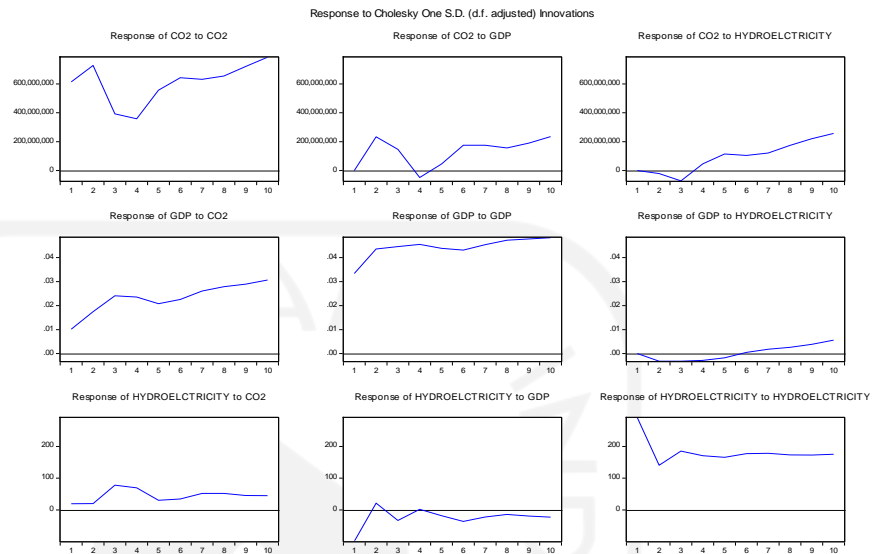 Response to Cholesky One S.D. (d.f. adjusted) Innovations
Response of CO2 to CO2
600,000,000
400,000,000
200,000,000
0
1 2 3 4 5 6 7 8 9 10
Response of CO2 to GDP
600,000,000
400,000,000
200,000,000
0
1 2 3 4 5 6 7 8 9 10
Response of CO2 to HYDROELCTRICITY
600,000,000
400,000,000
200,000,000
0
1 2 3 4 5 6 7 8 9 10
Response of GDP to CO2
.04
.03
.02
.01
.00
1 2 3 4 5 6 7 8 9 10
Response of GDP to GDP
.04
.03
.02
.01
.00
1 2 3 4 5 6 7 8 9 10
Response of GDP to HYDROELCTRICITY
.04
.03
.02
.01
.00
1 2 3 4 5 6 7 8 9 10
Response of HYDROELCTRICITY to CO2
200
100
0
1 2 3 4 5 6 7 8 9 10
Response of HYDROELCTRICITY to GDP
200
100
0
1 2 3 4 5 6 7 8 9 10
Response of HYDROELCTRICITY to HYDROELCTRICITY
200
100
0
1 2 3 4 5 6 7 8 9 10